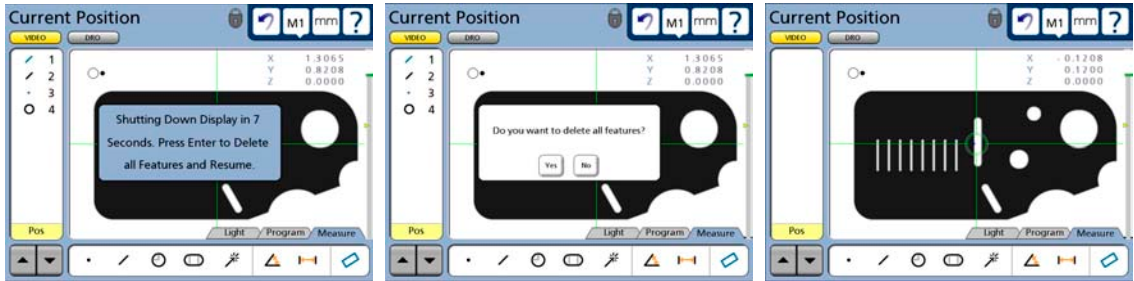 Current Position
M1
mm
?
VIDEO
DRO
1
2
3
4
X 1.3065
Y 0.8208
Z 0.0000
Shutting Down Display in 7
Seconds. Press Enter to Delete
all Features and Resume.
Pos
Light
Program
Measure
Current Position
M1
mm
?
VIDEO
DRO
1
2
3
4
X 1.3065
Y 0.8208
Z 0.0000
Do you want to delete all features?
Yes
No
Pos
Light
Program
Measure
Current Position
M1
mm
?
VIDEO
DRO
X - 0.1208
Y 0.1200
Z 0.0000
Pos
Light
Program
Measure